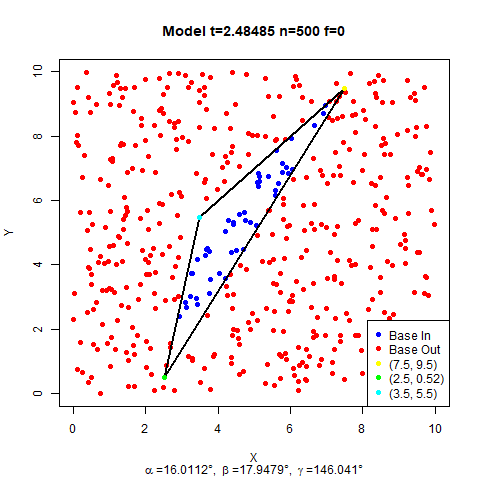 Model t=2.48485 n=500 f=0
10
8
6
4
2
0
Y
Base In
Base Out
(7.5, 9.5)
(2.5, 0.52)
(3.5, 5.5)
0 2 4 6 8 10
X
α=16.0112°, β=17.9479°, γ=146.041°